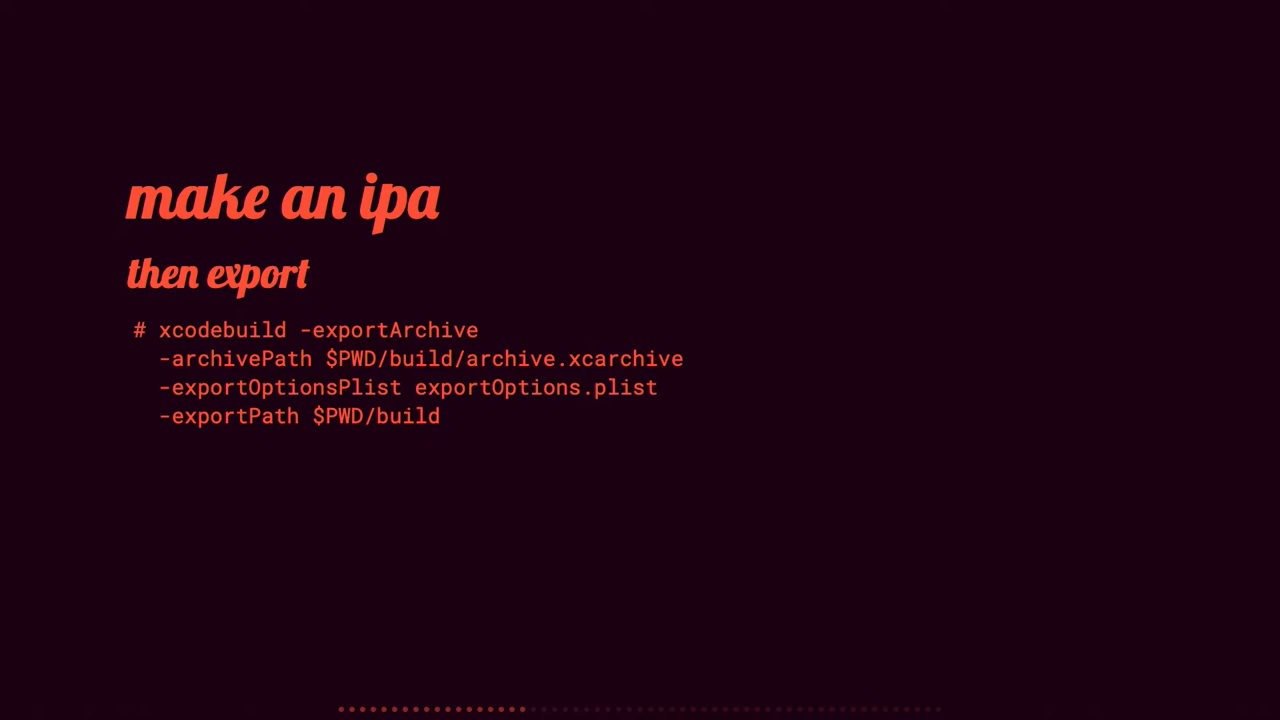 make an ipa
then export
# xcodebuild -exportArchive
-archivePath $PWD/build/archive.xcarchive
-exportOptionsPlist exportOptions.plist
-exportPath $PWD/build